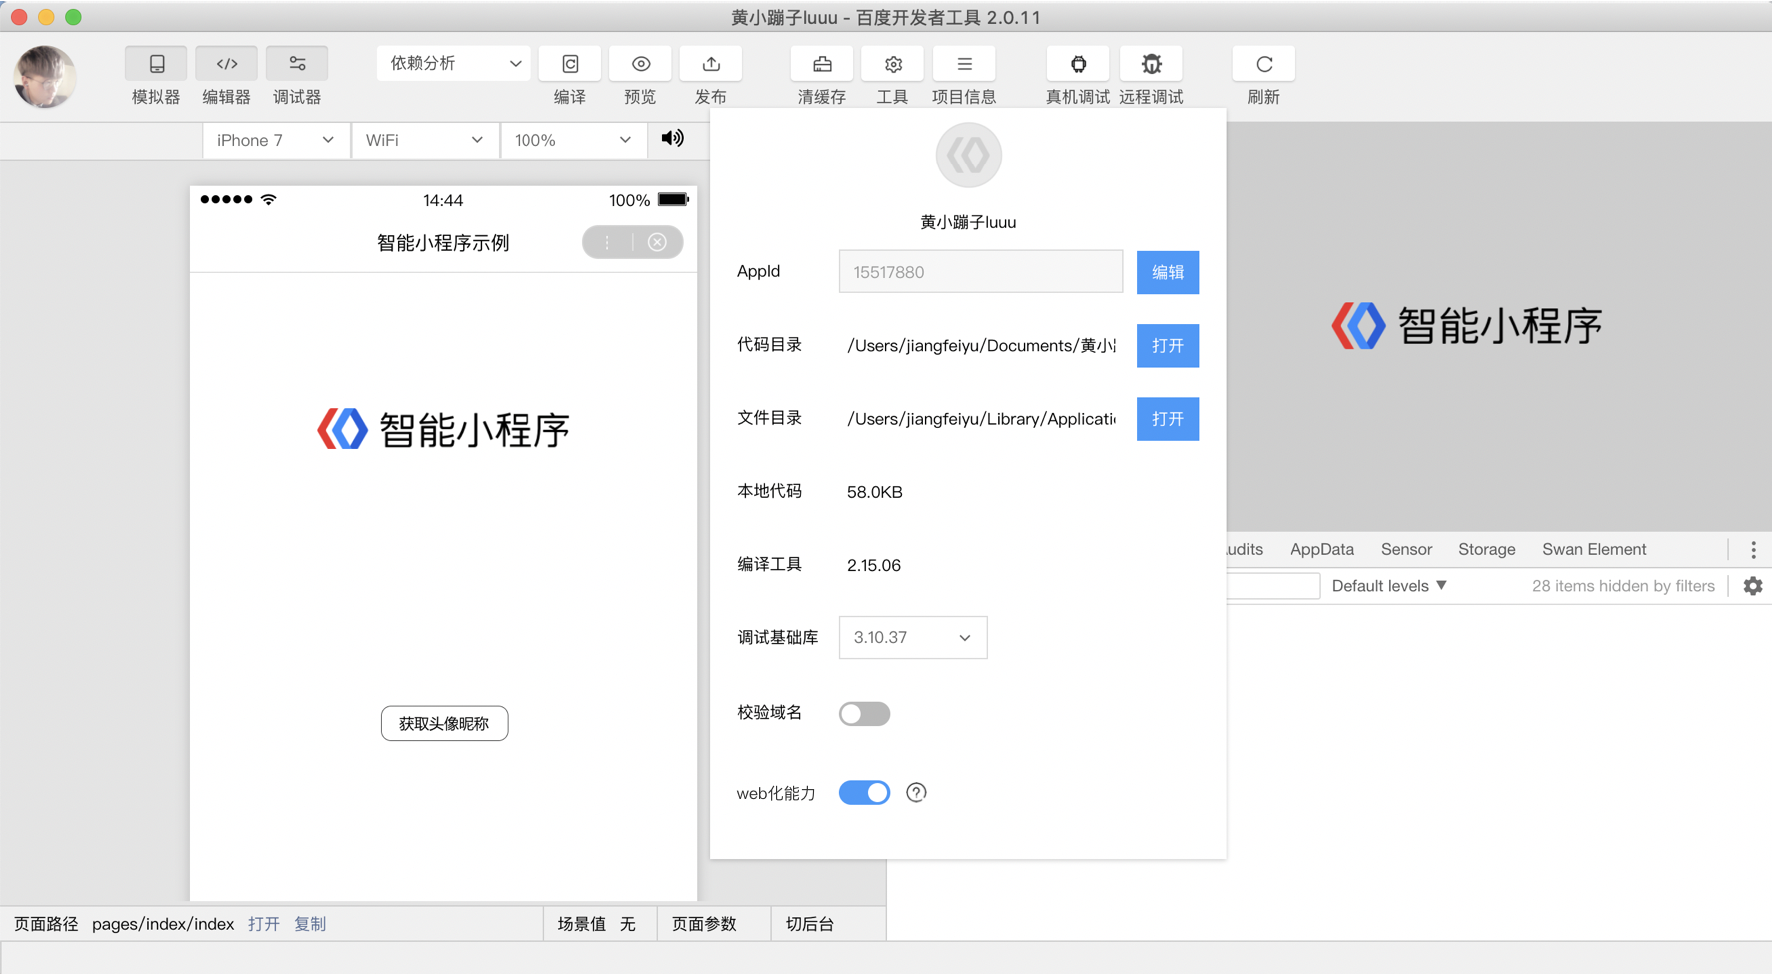 黄小蹦子luuu - 百度开发者工具 2.0.11
模拟器 编辑器 调试器 依赖分析 编译 预览 发布 清缓存 工具 项目信息 真机调试 远程调试 刷新
iPhone 7 WiFi 100%
14:44 100%
智能小程序示例
智能小程序
获取头像昵称
黄小蹦子luuu
AppId 15517880 编辑
代码目录 /Users/jiangfeiyu/Documents/黄小 打开
文件目录 /Users/jiangfeiyu/Library/Applicatio 打开
本地代码 58.0KB
编译工具 2.15.06
调试基础库 3.10.37
校验域名
web化能力
智能小程序
udits AppData Sensor Storage Swan Element
Default levels ▼ 28 items hidden by filters
页面路径 pages/index/index 打开 复制 场景值 无 页面参数 切后台